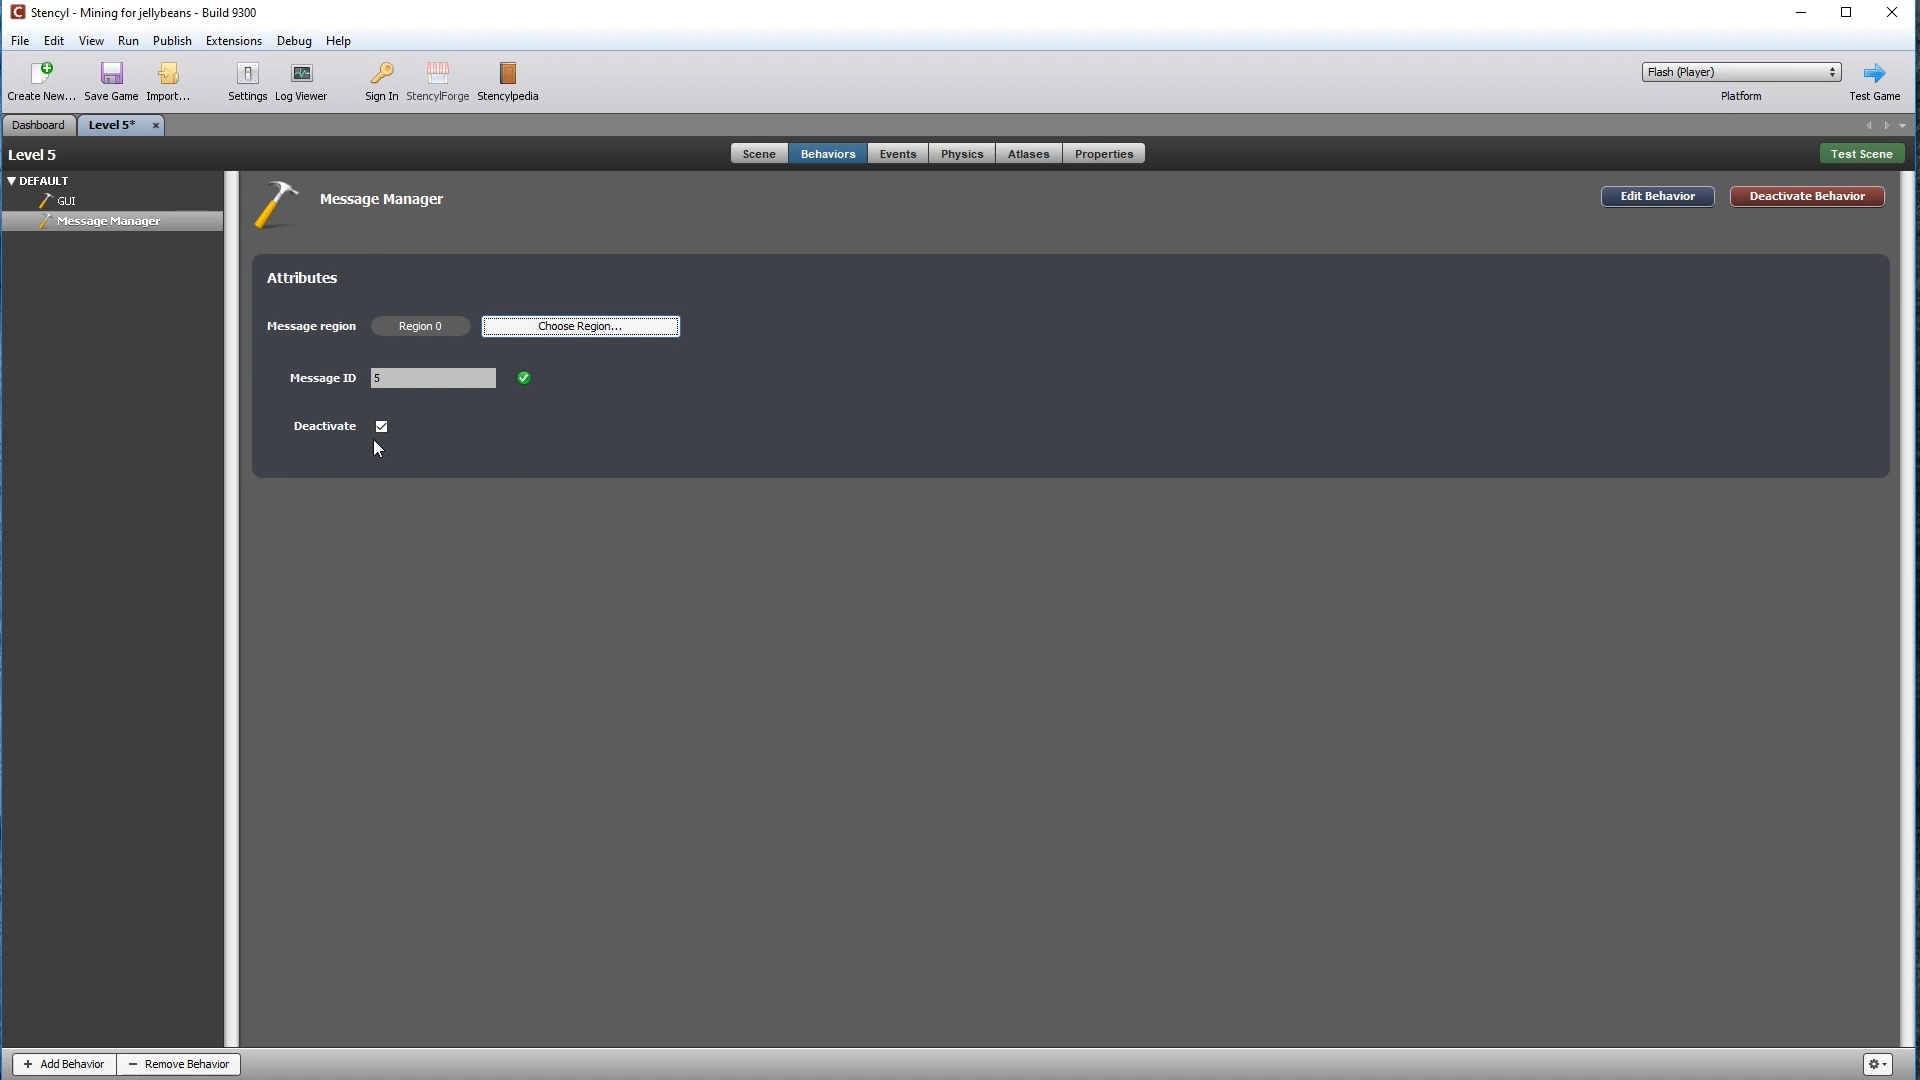 Stencyl - Mining for jellybeans - Build 9300
File Edit View Run Publish Extensions Debug Help
Create New... Save Game Import... Settings Log Viewer Sign In StencylForge Stencylpedia
Flash (Player)
Platform
Test Game
Dashboard Level 5*
Level 5
Scene Behaviors Events Physics Atlases Properties
Test Scene
DEFAULT
GUI
Message Manager
Message Manager
Edit Behavior Deactivate Behavior
Attributes
Message region Region 0 Choose Region...
Message ID 5
Deactivate
+ Add Behavior − Remove Behavior